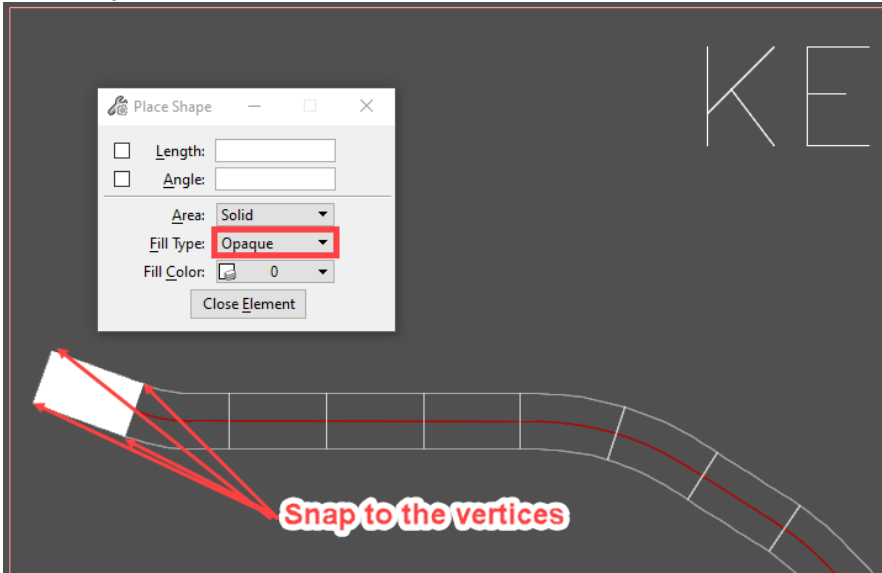 KE
Place Shape
Length:
Angle:
Area: Solid
Fill Type: Opaque
Fill Color: 0
Close Element
Snap to the vertices